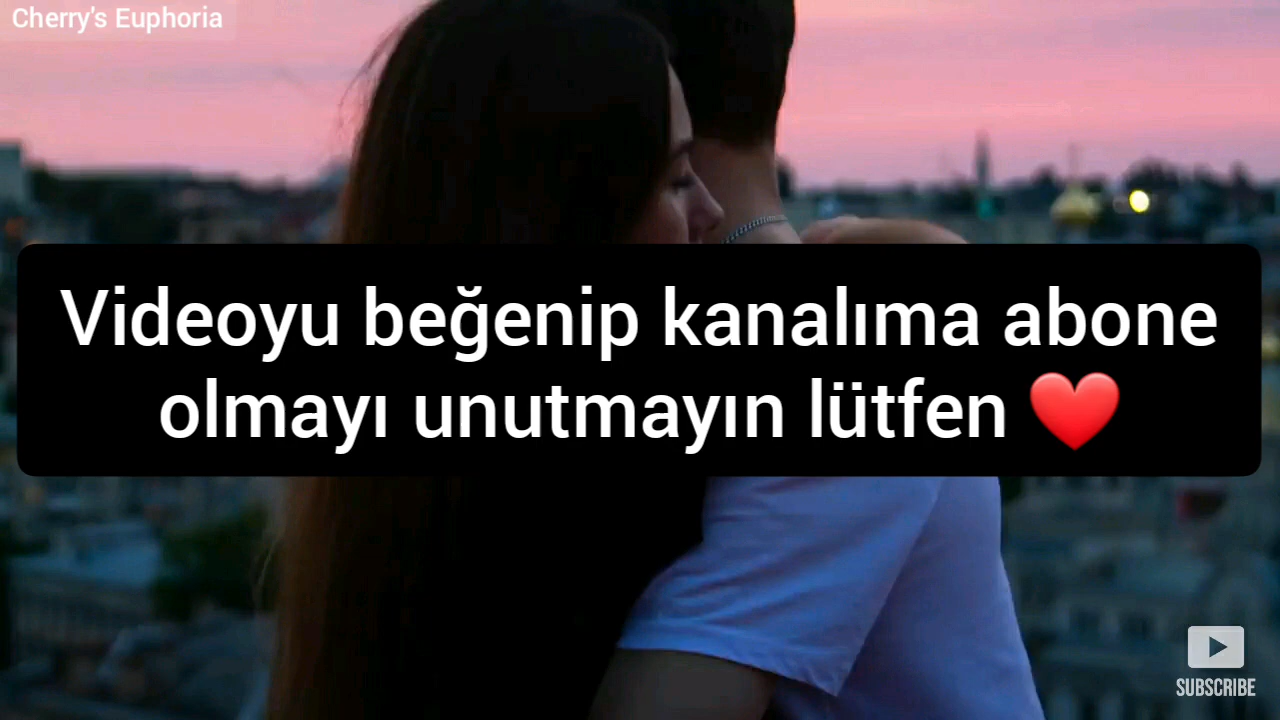 Cherry's Euphoria
Videoyu beğenip kanalıma abone
olmayı unutmayın lütfen ❤️
SUBSCRIBE